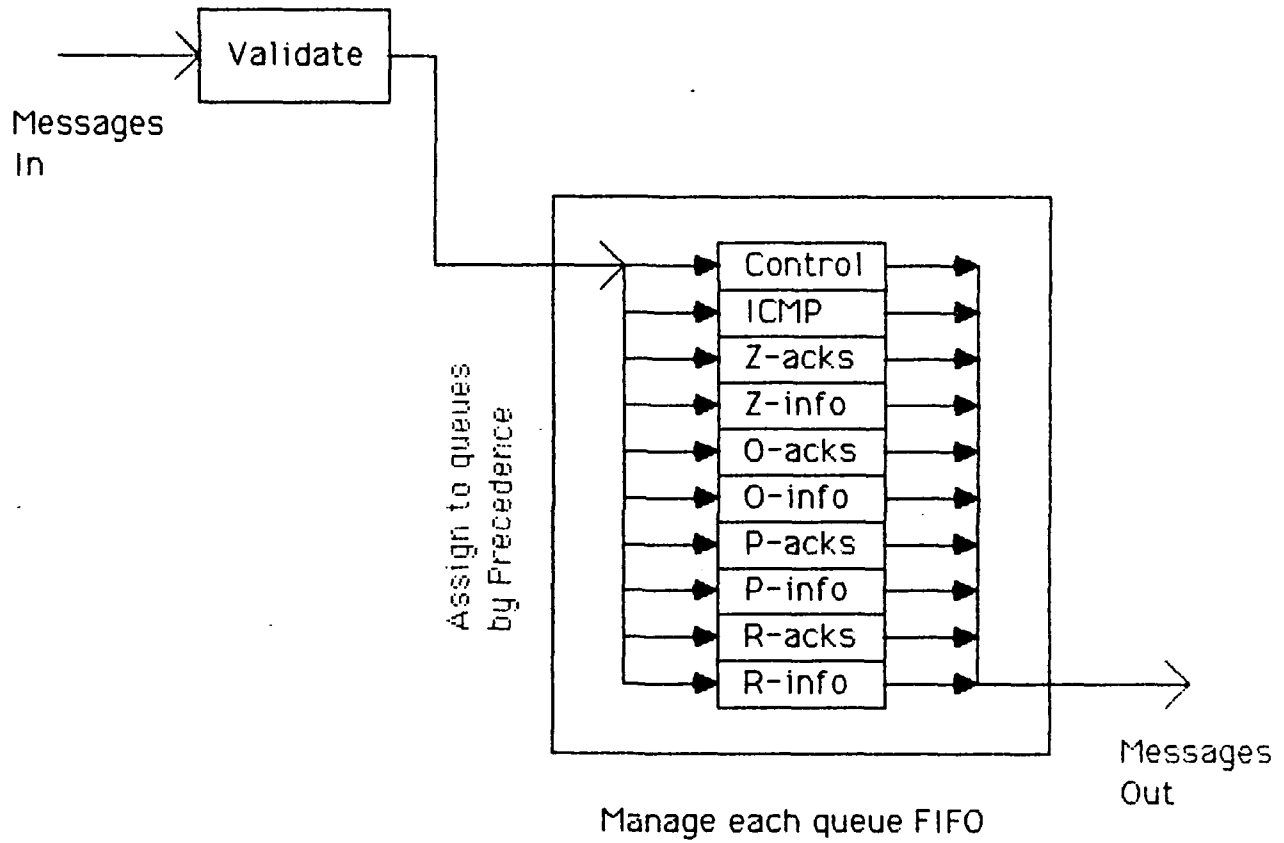 Validate
Messages
In
Control
ICMP
Z-acks
Z-info
O-acks
O-info
P-acks
P-info
R-acks
R-info
Assign to queues
by Precedence
Messages
Out
Manage each queue FIFO